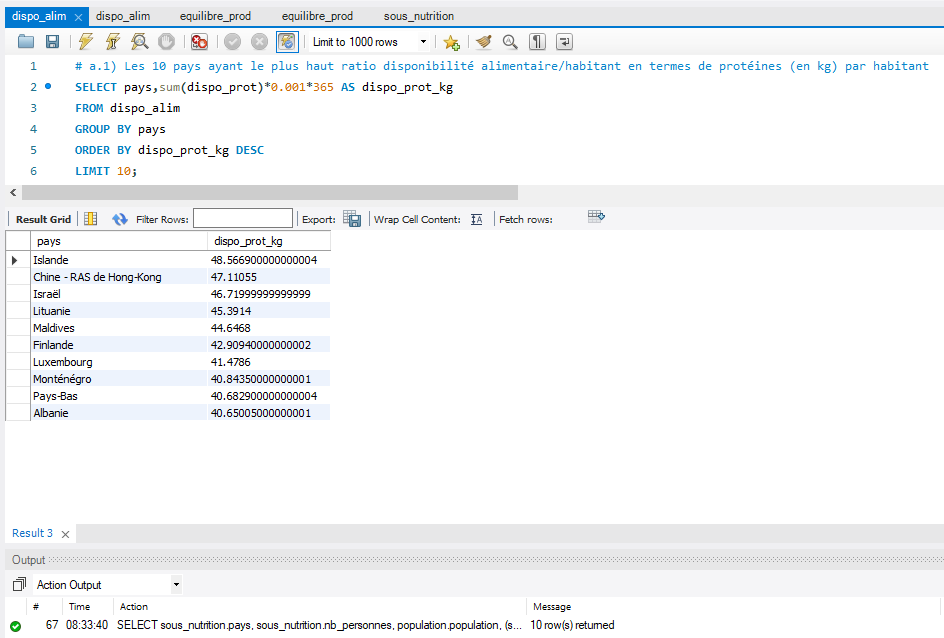 dispo_alim dispo_alim equilibre_prod equilibre_prod sous_nutrition
Limit to 1000 rows
1 # a.1) Les 10 pays ayant le plus haut ratio disponibilité alimentaire/habitant en termes de protéines (en kg) par habitant
2 SELECT pays,sum(dispo_prot)*0.001*365 AS dispo_prot_kg
3 FROM dispo_alim
4 GROUP BY pays
5 ORDER BY dispo_prot_kg DESC
6 LIMIT 10;
Result Grid Filter Rows: Export: Wrap Cell Content: Fetch rows:
pays dispo_prot_kg
Islande 48.566900000000004
Chine - RAS de Hong-Kong 47.11055
Israël 46.71999999999999
Lituanie 45.3914
Maldives 44.6468
Finlande 42.90940000000002
Luxembourg 41.4786
Monténégro 40.84350000000001
Pays-Bas 40.682900000000004
Albanie 40.65005000000001
Result 3
Output
Action Output
# Time Action Message
67 08:33:40 SELECT sous_nutrition.pays, sous_nutrition.nb_personnes, population.population, (s... 10 row(s) returned